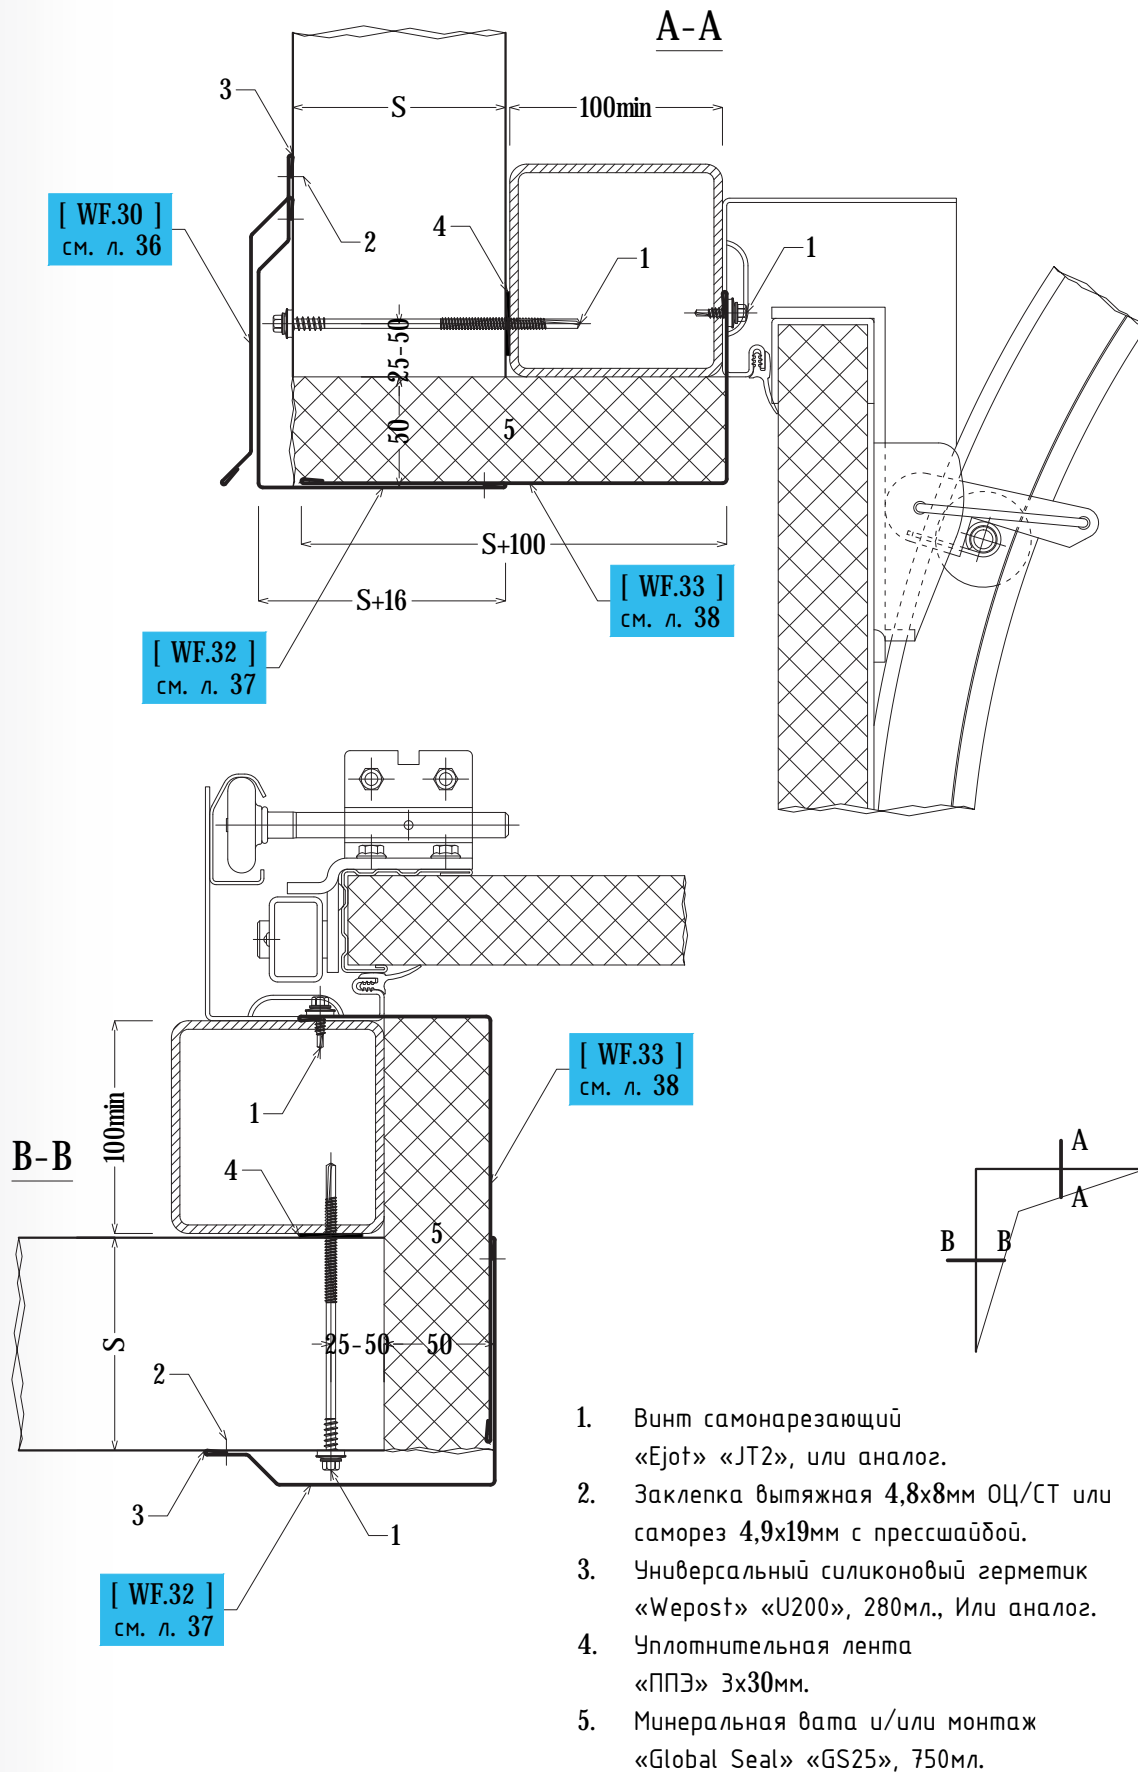 A-A
3
S
100min
[ WF.30 ]
см. л. 36
2
4
1
1
25-50
50
5
S+100
S+16
[ WF.33 ]
см. л. 38
[ WF.32 ]
см. л. 37
[ WF.33 ]
см. л. 38
1
100min
B-B
4
5
A
A
B
B
S
25-50
50
2
3
1
[ WF.32 ]
см. л. 37
1. Винт самонарезающий
«Ejot» «JT2», или аналог.
2. Заклепка вытяжная 4,8х8мм ОЦ/СТ или
саморез 4,9х19мм с прессшайбой.
3. Универсальный силиконовый герметик
«Wepost» «U200», 280мл., Или аналог.
4. Уплотнительная лента
«ППЭ» 3х30мм.
5. Минеральная вата и/или монтаж
«Global Seal» «GS25», 750мл.